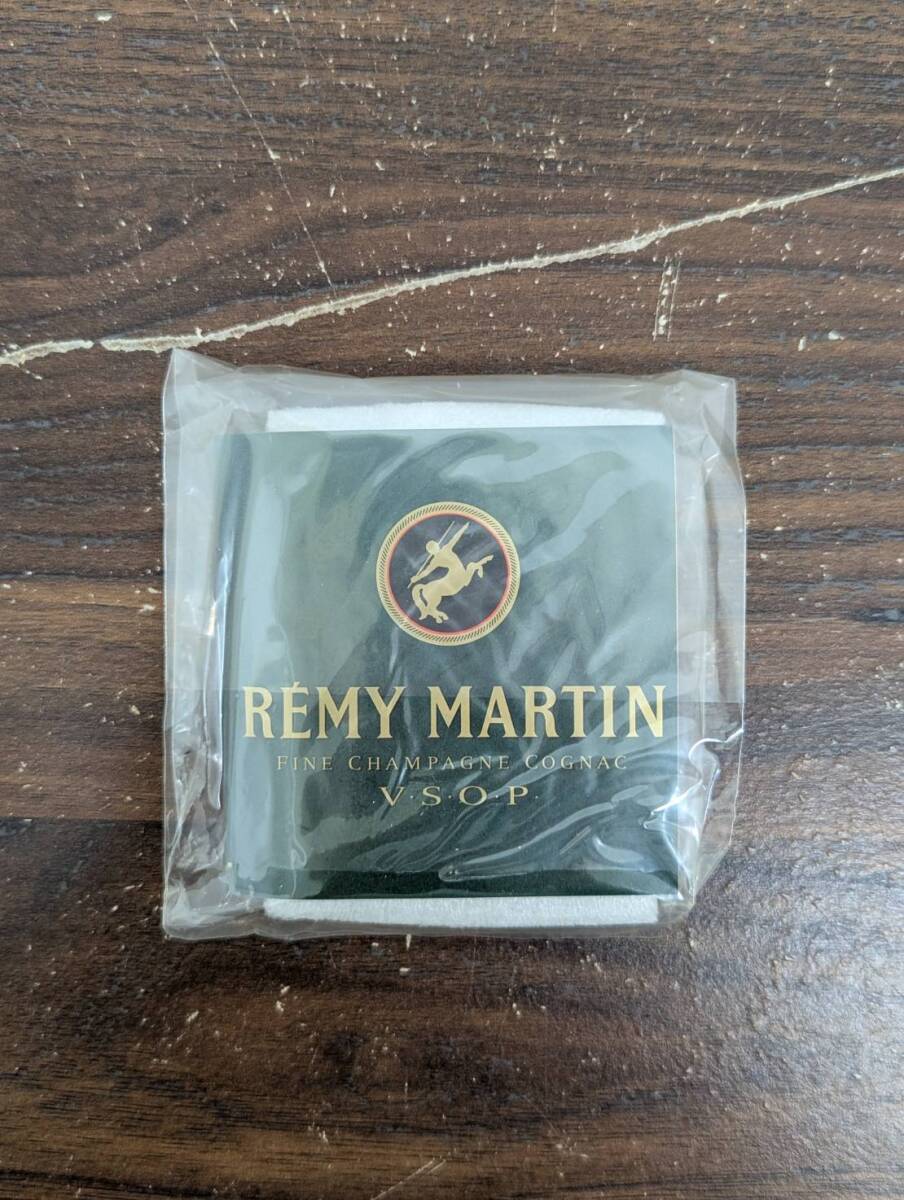 RÉMY MARTIN
FINE CHAMPAGNE COGNAC
·V·S·O·P·